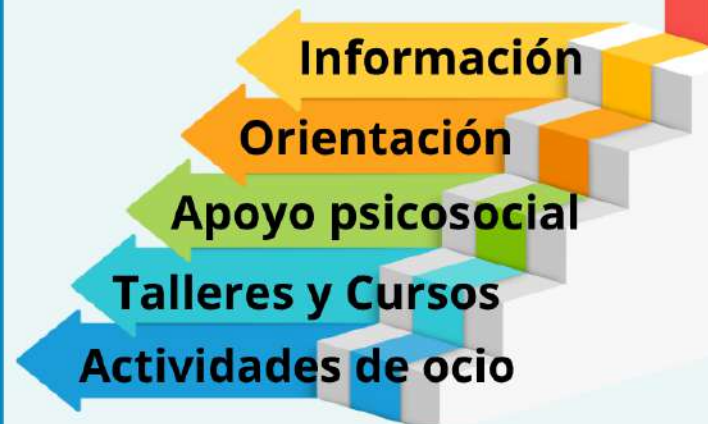 Información
Orientación
Apoyo psicosocial
Talleres y Cursos
Actividades de ocio